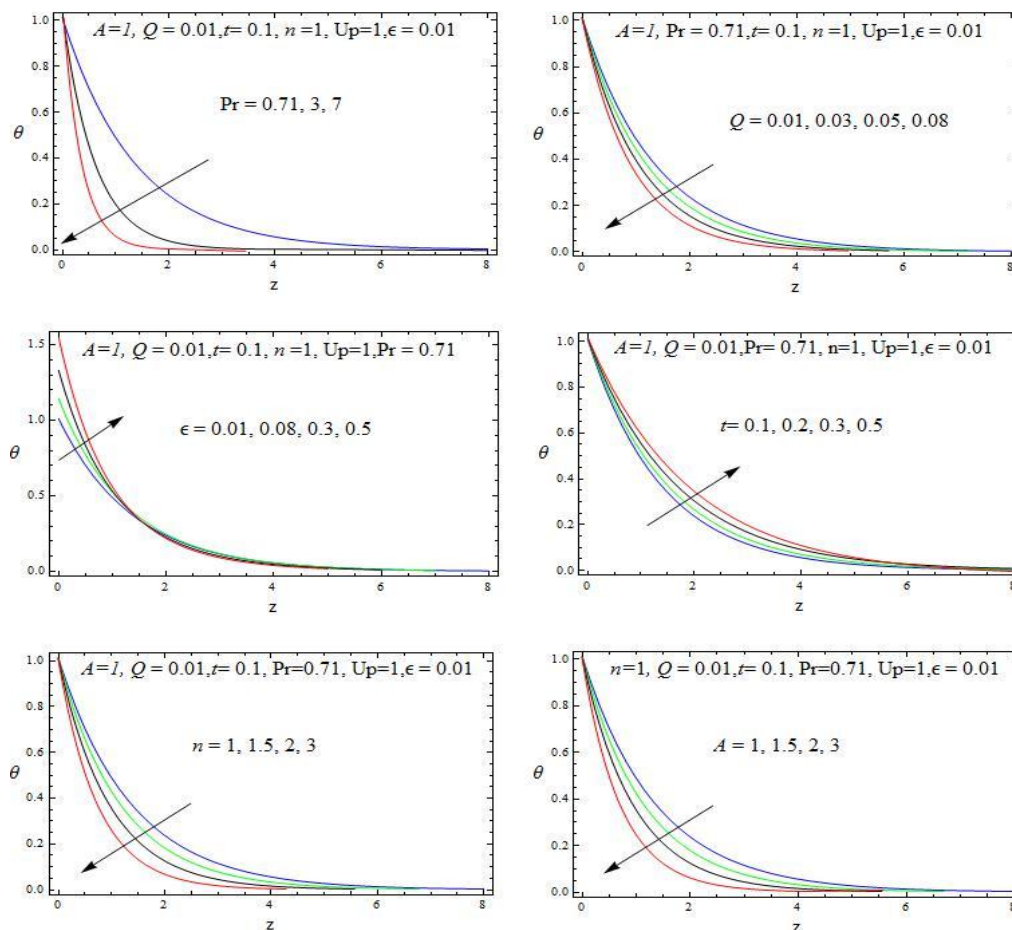 A=1, Q = 0.01,t= 0.1, n =1, Up=1,ϵ = 0.01
Pr = 0.71, 3, 7
θ
1.0
0.8
0.6
0.4
0.2
0.0
0 2 4 6 8
z
A=1, Pr = 0.71,t= 0.1, n =1, Up=1,ϵ = 0.01
Q = 0.01, 0.03, 0.05, 0.08
θ
1.0
0.8
0.6
0.4
0.2
0.0
0 2 4 6 8
z
A=1, Q = 0.01,t= 0.1, n =1, Up=1,Pr = 0.71
ϵ = 0.01, 0.08, 0.3, 0.5
θ
1.5
1.0
0.5
0.0
0 2 4 6 8
z
A=1, Q = 0.01,Pr= 0.71, n=1, Up=1,ϵ = 0.01
t= 0.1, 0.2, 0.3, 0.5
θ
1.0
0.8
0.6
0.4
0.2
0.0
0 2 4 6 8
z
A=1, Q = 0.01,t= 0.1, Pr=0.71, Up=1,ϵ = 0.01
n = 1, 1.5, 2, 3
θ
1.0
0.8
0.6
0.4
0.2
0.0
0 2 4 6 8
z
n=1, Q = 0.01,t= 0.1, Pr=0.71, Up=1,ϵ = 0.01
A = 1, 1.5, 2, 3
θ
1.0
0.8
0.6
0.4
0.2
0.0
0 2 4 6 8
z